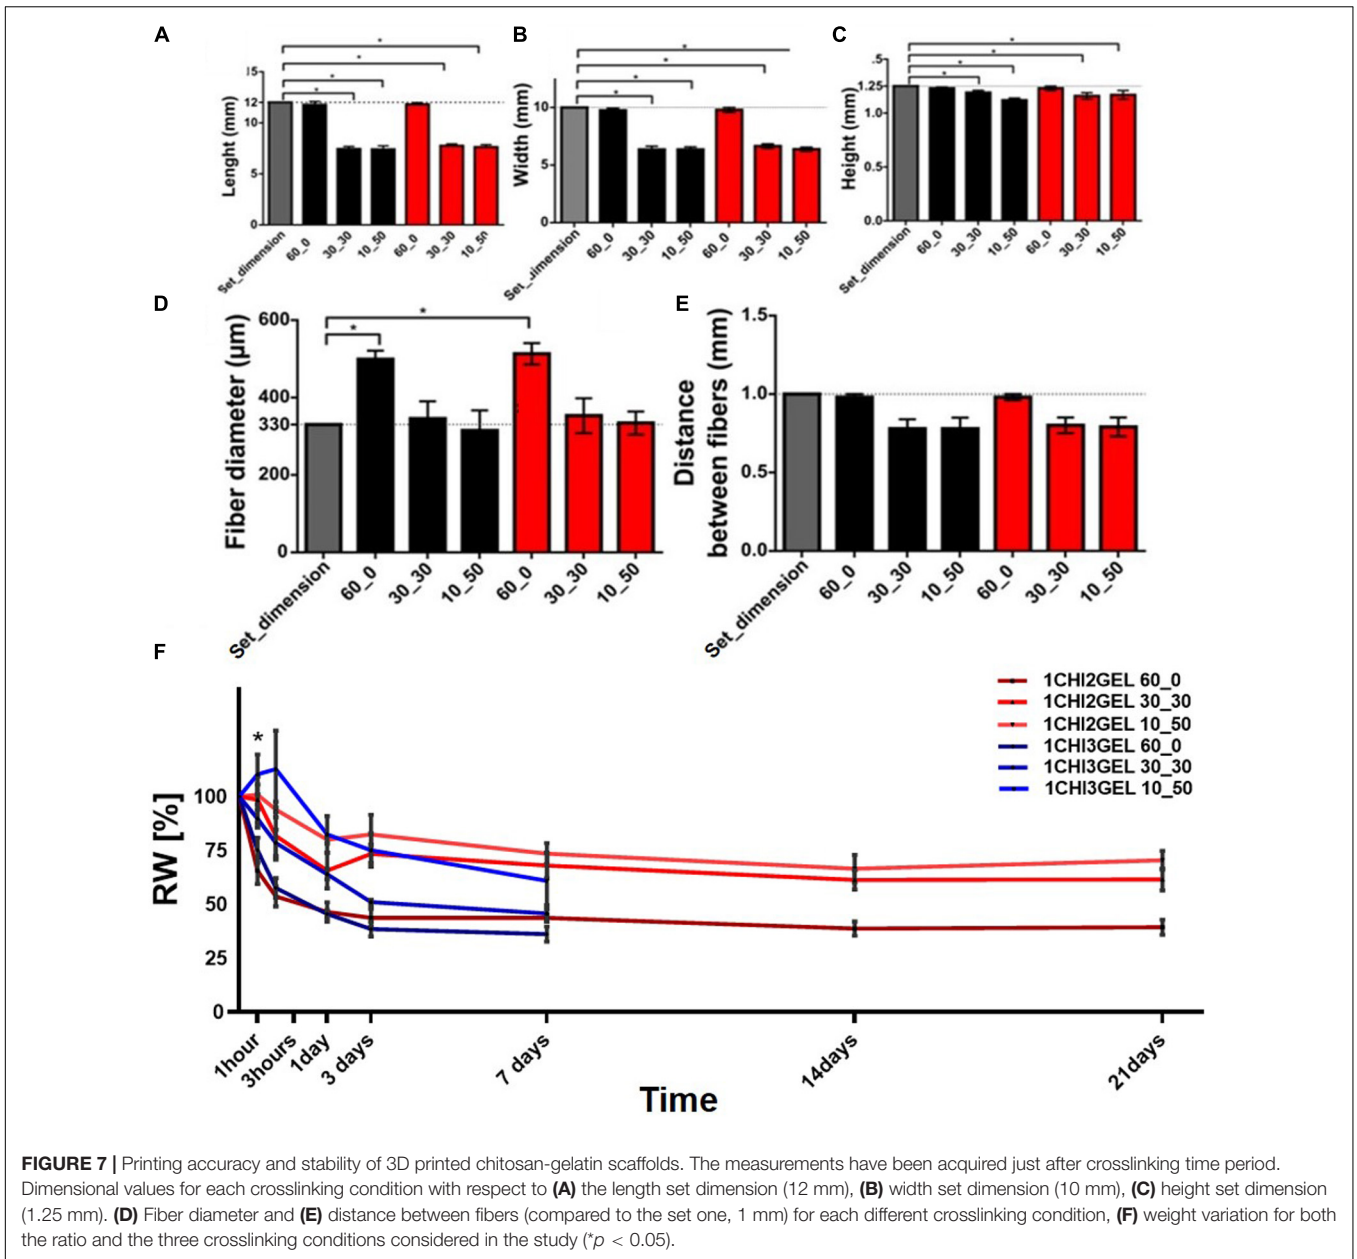 A
B
C
*
*
*
*
15
12
10
5
0
Lenght (mm)
Set_dimension
60_0
30_30
10_50
60_0
30_30
10_50
*
*
*
*
10
5
0
Width (mm)
Set_dimension
60_0
30_30
10_50
60_0
30_30
10_50
*
*
*
*
.5
1.25
1.0
0.5
0.0
Height (mm)
Set_dimension
60_0
30_30
10_50
60_0
30_30
10_50
D
E
*
*
600
400
330
200
0
Fiber diameter (µm)
Set_dimension
60_0
30_30
10_50
60_0
30_30
10_50
1.5
1.0
0.5
0.0
Distance
between fibers (mm)
Set_dimension
60_0
30_30
10_50
60_0
30_30
10_50
F
1CHI2GEL 60_0
1CHI2GEL 30_30
1CHI2GEL 10_50
1CHI3GEL 60_0
1CHI3GEL 30_30
1CHI3GEL 10_50
*
100
75
50
25
0
RW [%]
1hour
3hours
1day
3 days
7 days
14days
21days
Time
FIGURE 7 | Printing accuracy and stability of 3D printed chitosan-gelatin scaffolds. The measurements have been acquired just after crosslinking time period.
Dimensional values for each crosslinking condition with respect to (A) the length set dimension (12 mm), (B) width set dimension (10 mm), (C) height set dimension
(1.25 mm). (D) Fiber diameter and (E) distance between fibers (compared to the set one, 1 mm) for each different crosslinking condition, (F) weight variation for both
the ratio and the three crosslinking conditions considered in the study (*p < 0.05).